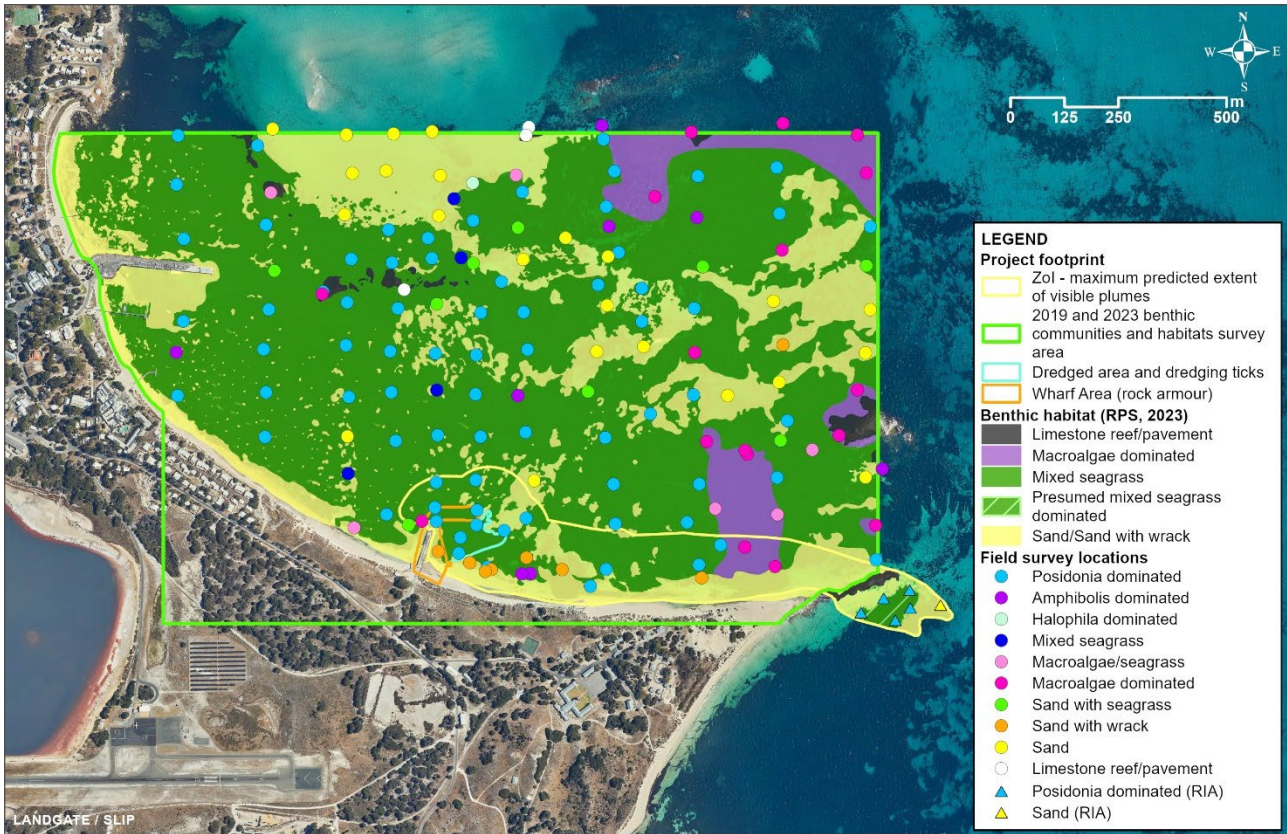 N
W E
S
0 125 250 500
m
LEGEND
Project footprint
ZoI - maximum predicted extent
of visible plumes
2019 and 2023 benthic
communities and habitats survey
area
Dredged area and dredging ticks
Wharf Area (rock armour)
Benthic habitat (RPS, 2023)
Limestone reef/pavement
Macroalgae dominated
Mixed seagrass
Presumed mixed seagrass
dominated
Sand/Sand with wrack
Field survey locations
Posidonia dominated
Amphibolis dominated
Halophila dominated
Mixed seagrass
Macroalgae/seagrass
Macroalgae dominated
Sand with seagrass
Sand with wrack
Sand
Limestone reef/pavement
Posidonia dominated (RIA)
Sand (RIA)
LANDGATE / SLIP